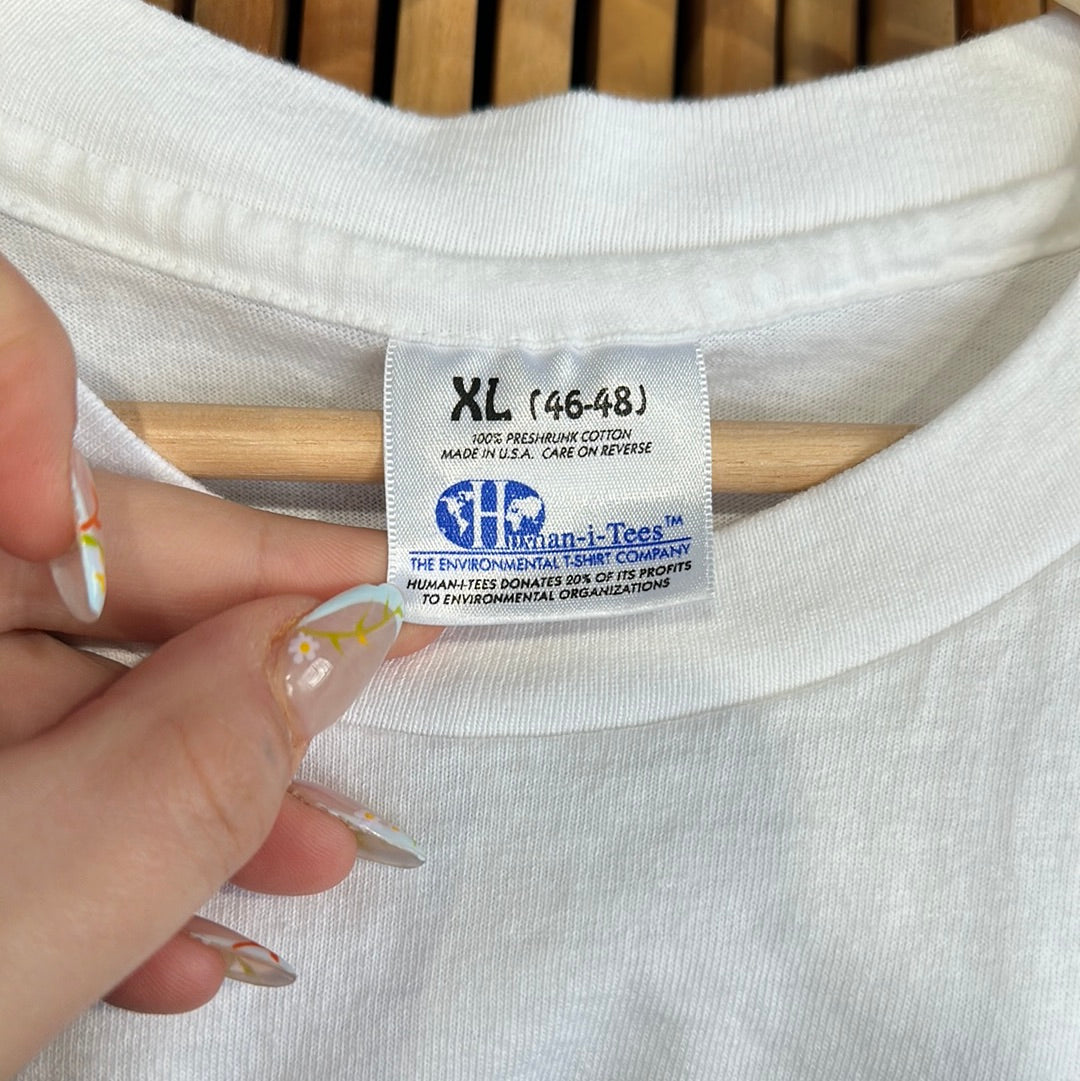 XL (46-48)
100% PRESHRUNK COTTON
MADE IN U.S.A. CARE ON REVERSE
Human-i-Tees™
THE ENVIRONMENTAL T-SHIRT COMPANY
HUMAN-I-TEES DONATES 20% OF ITS PROFITS
TO ENVIRONMENTAL ORGANIZATIONS